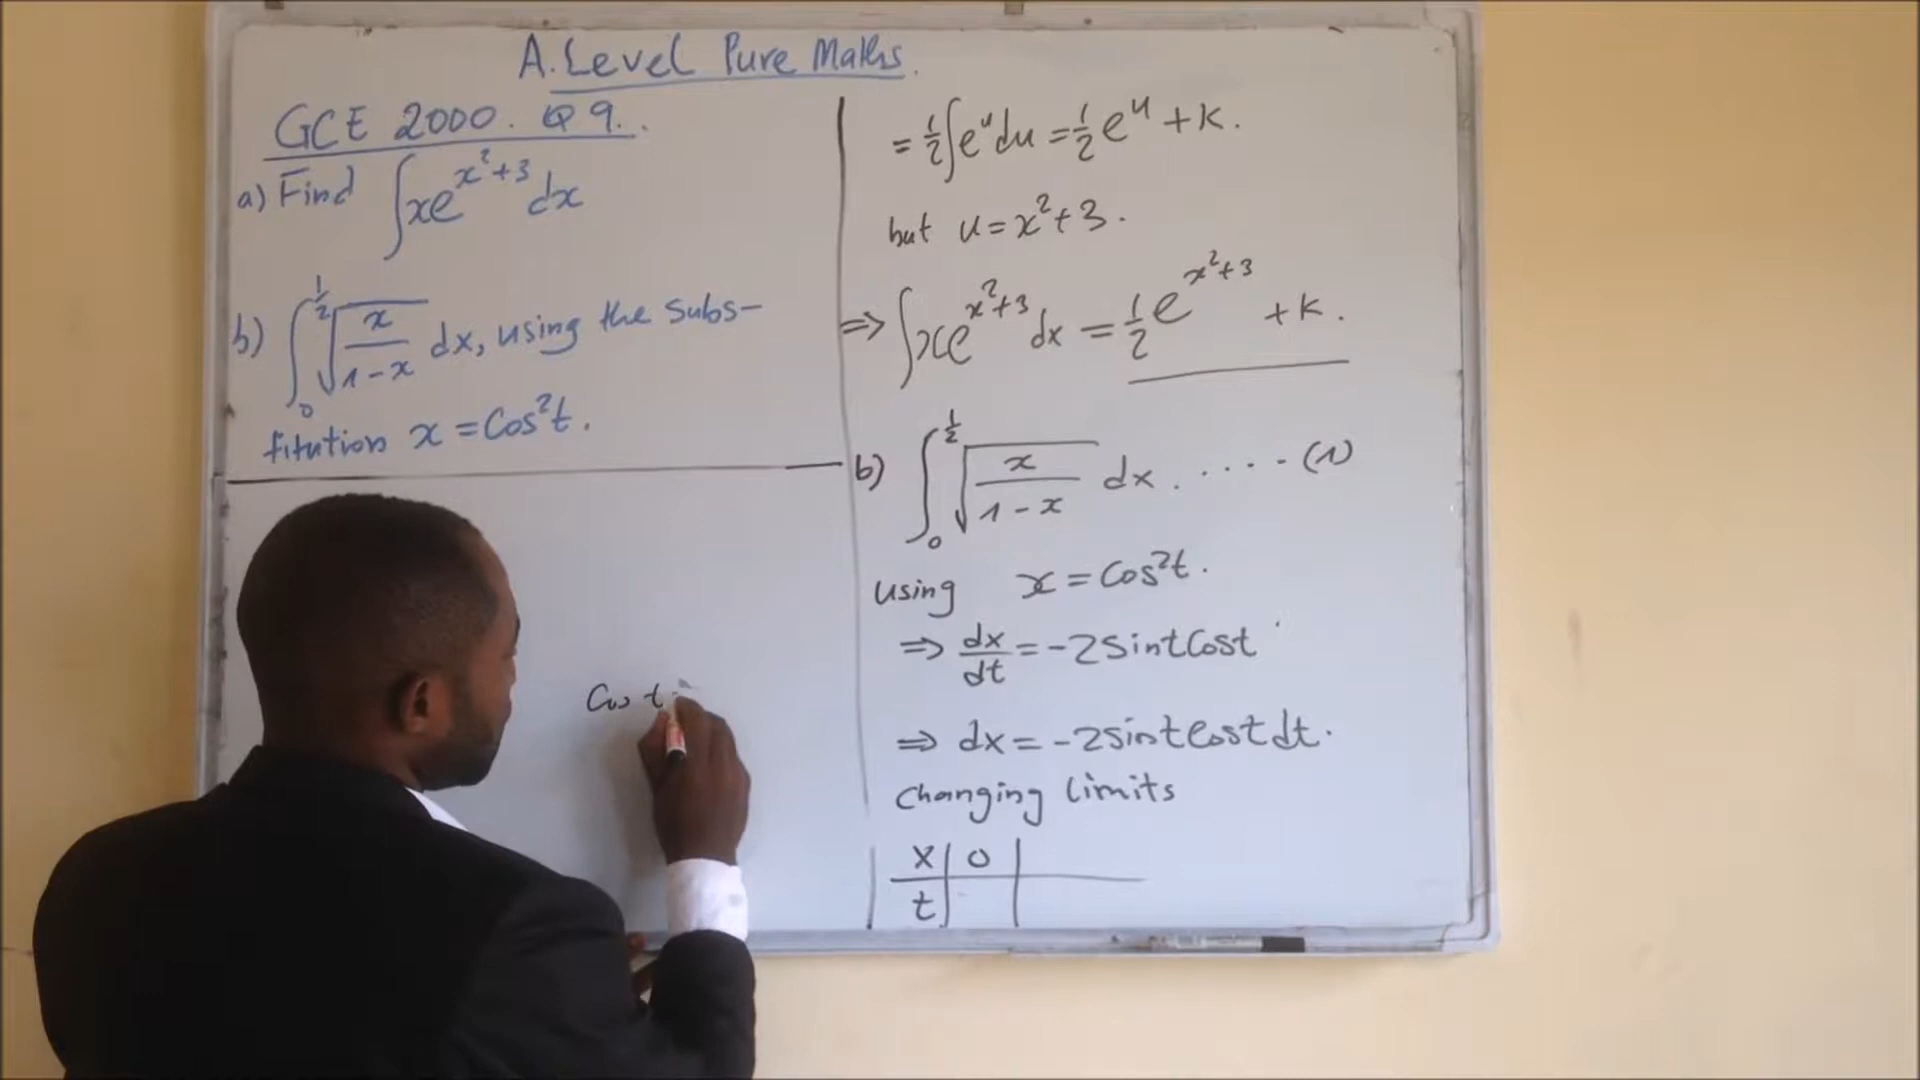 A.Level Pure Maths.
GCE 2000. Q9.
a) Find ∫xe^{x²+3}dx
b) ∫₀^{1/2} √(x/(1-x)) dx, using the subs-
titution x = Cos²t.
Cos t
= 1/2∫e^u du = 1/2 e^u + K.
but u = x²+3.
⇒ ∫xe^{x²+3} dx = 1/2 e^{x²+3} + K.
b) ∫₀^{1/2} √(x/(1-x)) dx. .... (1)
using x = Cos²t.
⇒ dx/dt = -2SintCost
⇒ dx = -2sintCost dt.
Changing limits
x | 0 |
t |